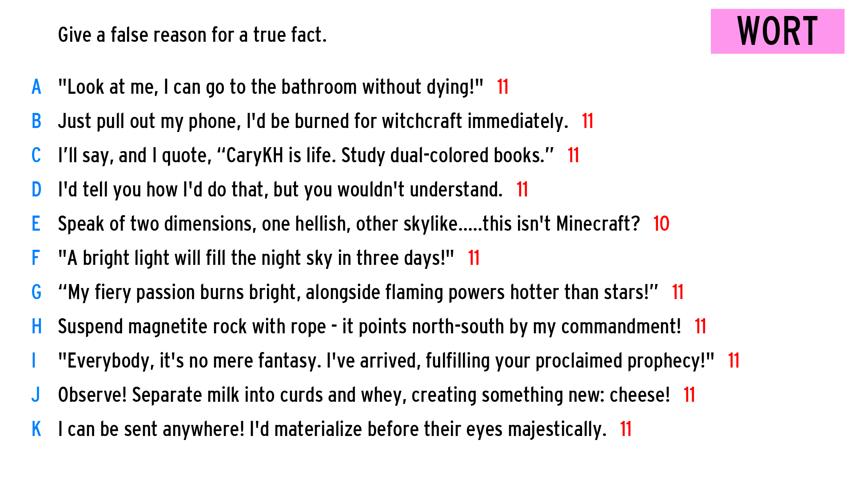 Give a false reason for a true fact.
WORT
A "Look at me, I can go to the bathroom without dying!" 11
B Just pull out my phone, I'd be burned for witchcraft immediately. 11
C I’ll say, and I quote, “CaryKH is life. Study dual-colored books.” 11
D I'd tell you how I'd do that, but you wouldn't understand. 11
E Speak of two dimensions, one hellish, other skylike.....this isn't Minecraft? 10
F "A bright light will fill the night sky in three days!" 11
G “My fiery passion burns bright, alongside flaming powers hotter than stars!” 11
H Suspend magnetite rock with rope - it points north-south by my commandment! 11
I "Everybody, it's no mere fantasy. I've arrived, fulfilling your proclaimed prophecy!" 11
J Observe! Separate milk into curds and whey, creating something new: cheese! 11
K I can be sent anywhere! I'd materialize before their eyes majestically. 11